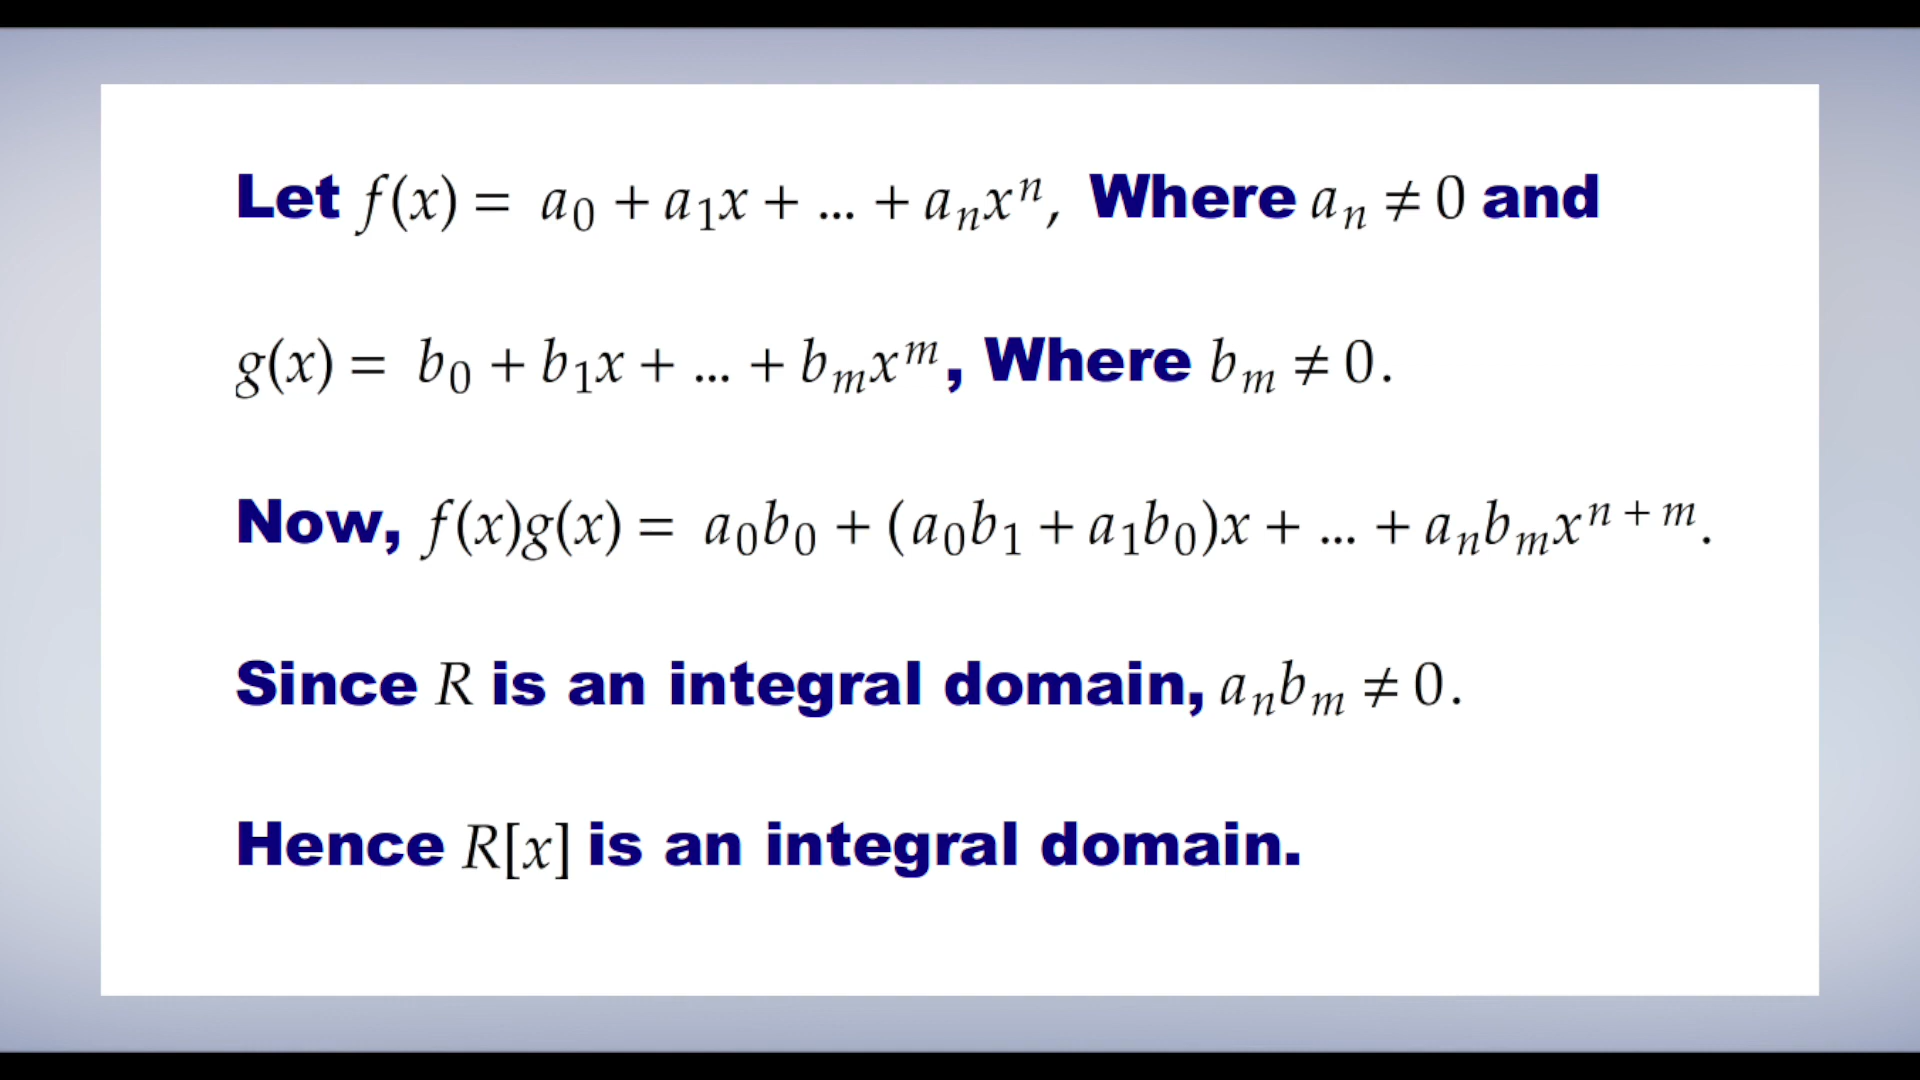 Let f(x) = a₀ + a₁x + ... + aₙxⁿ, Where aₙ ≠ 0 and
g(x) = b₀ + b₁x + ... + bₘxᵐ, Where bₘ ≠ 0.
Now, f(x)g(x) = a₀b₀ + (a₀b₁ + a₁b₀)x + ... + aₙbₘxⁿ⁺ᵐ.
Since R is an integral domain, aₙbₘ ≠ 0.
Hence R[x] is an integral domain.